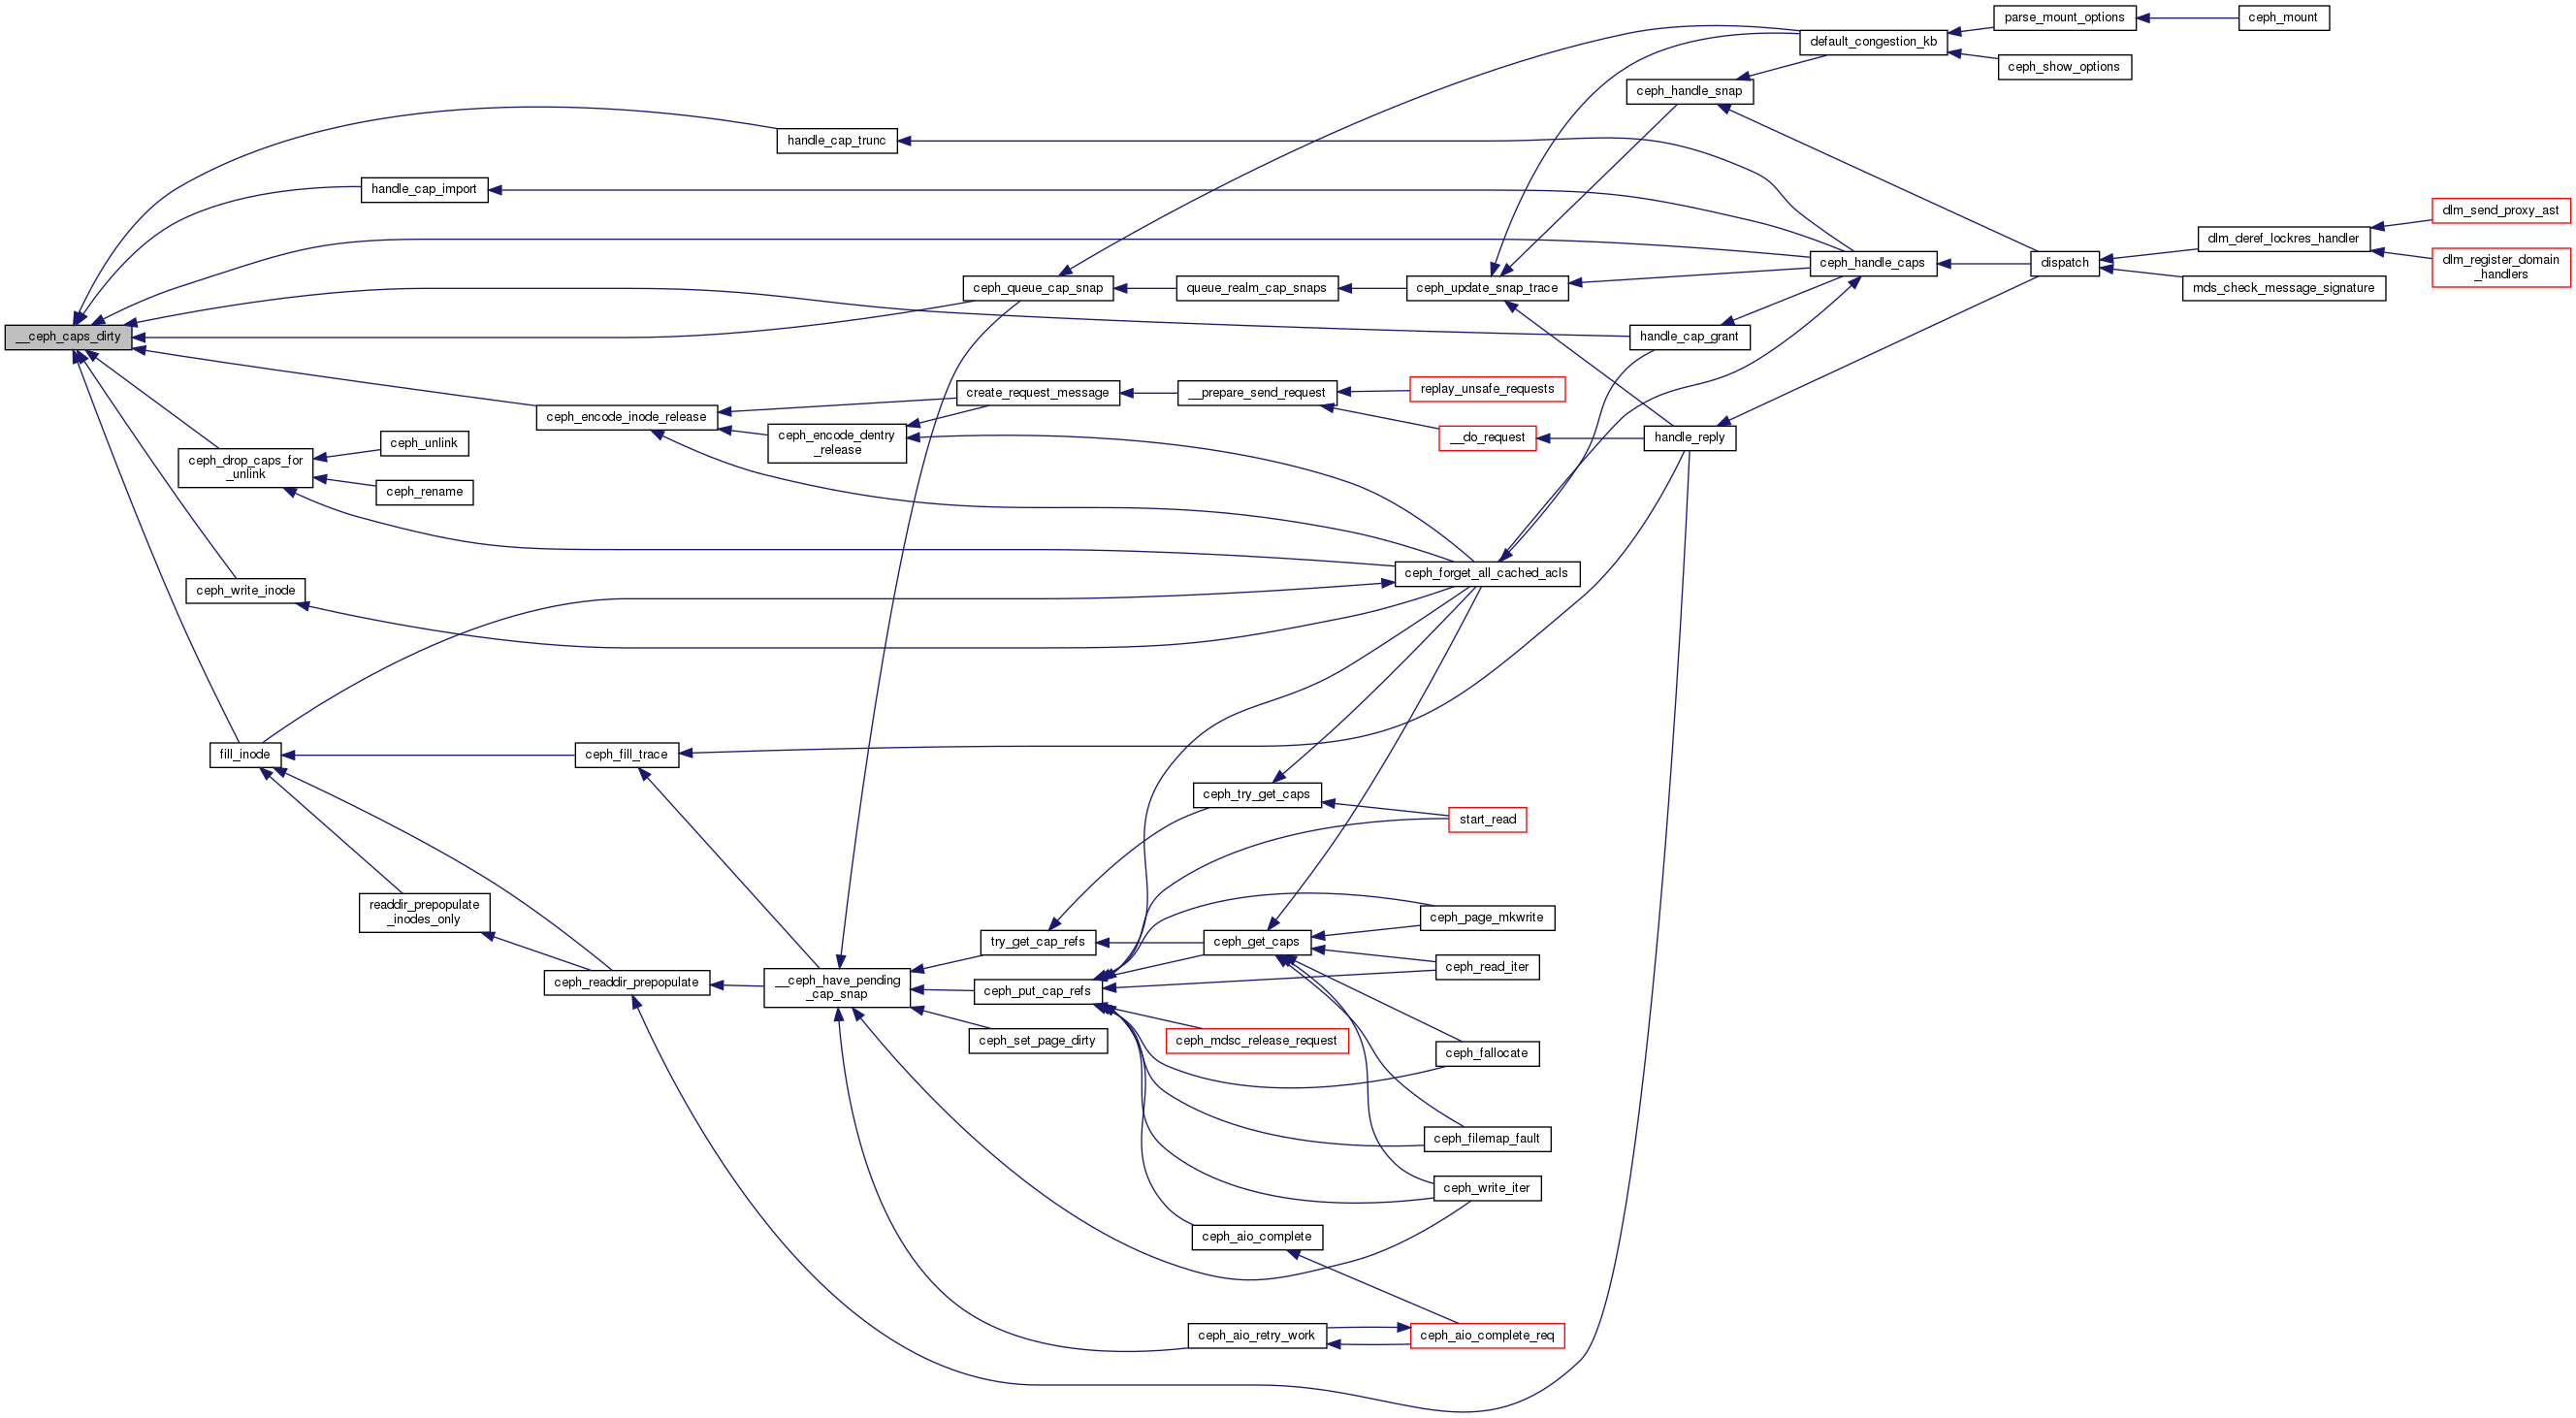 parse_mount_options
ceph_mount
default_congestion_kb
ceph_show_options
ceph_handle_snap
handle_cap_trunc
handle_cap_import
dlm_send_proxy_ast
dlm_deref_lockres_handler
ceph_handle_caps
dispatch
dlm_register_domain
_handlers
ceph_queue_cap_snap
queue_realm_cap_snaps
ceph_update_snap_trace
mds_check_message_signature
__ceph_caps_dirty
handle_cap_grant
create_request_message
__prepare_send_request
replay_unsafe_requests
ceph_encode_inode_release
ceph_encode_dentry
_release
__do_request
handle_reply
ceph_unlink
ceph_drop_caps_for
_unlink
ceph_rename
ceph_forget_all_cached_acls
ceph_write_inode
fill_inode
ceph_fill_trace
ceph_try_get_caps
start_read
readdir_prepopulate
_inodes_only
ceph_page_mkwrite
try_get_cap_refs
ceph_get_caps
ceph_read_iter
ceph_readdir_prepopulate
__ceph_have_pending
_cap_snap
ceph_put_cap_refs
ceph_set_page_dirty
ceph_mdsc_release_request
ceph_fallocate
ceph_filemap_fault
ceph_write_iter
ceph_aio_complete
ceph_aio_retry_work
ceph_aio_complete_req